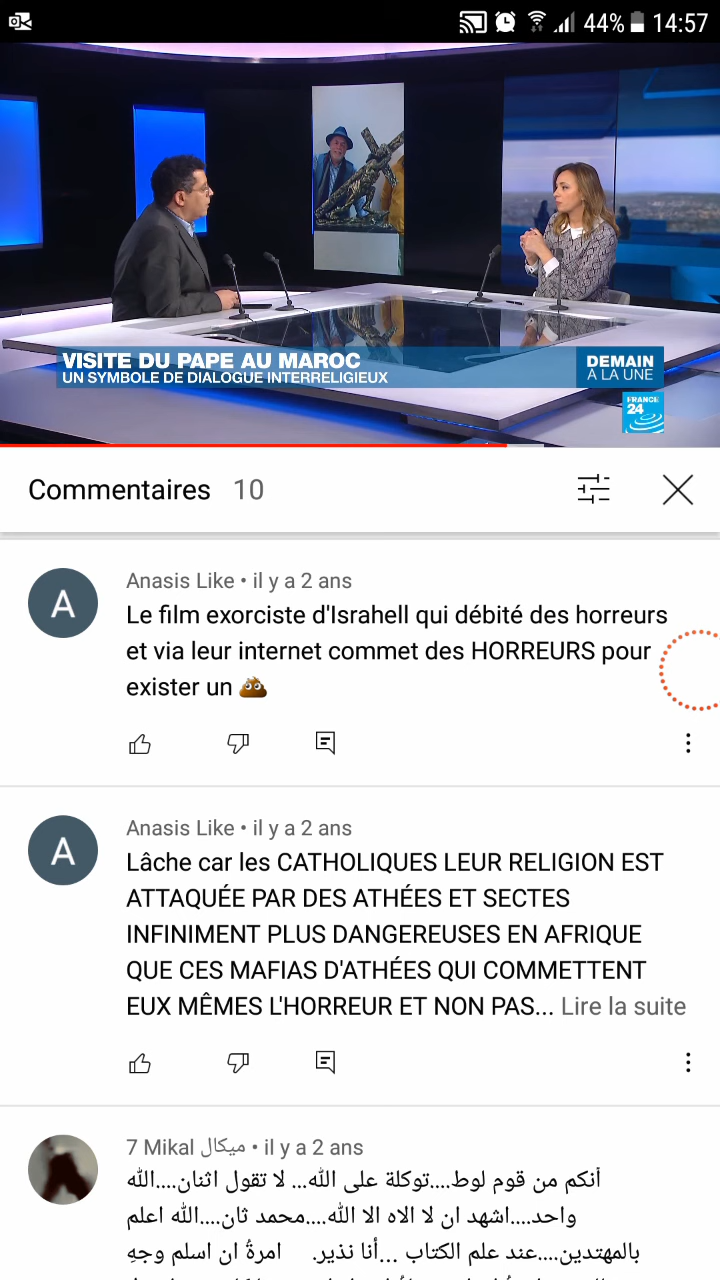 44% 14:57
VISITE DU PAPE AU MAROC
UN SYMBOLE DE DIALOGUE INTERRELIGIEUX
DEMAIN
À LA UNE
FRANCE
24
Commentaires 10
A
Anasis Like • il y a 2 ans
Le film exorciste d'Israhell qui débité des horreurs
et via leur internet commet des HORREURS pour
exister un 💩
A
Anasis Like • il y a 2 ans
Lâche car les CATHOLIQUES LEUR RELIGION EST
ATTAQUÉE PAR DES ATHÉES ET SECTES
INFINIMENT PLUS DANGEREUSES EN AFRIQUE
QUE CES MAFIAS D'ATHÉES QUI COMMETTENT
EUX MÊMES L'HORREUR ET NON PAS... Lire la suite
7 Mikal ميكال • il y a 2 ans
أنكم من قوم لوط....توكلة على الله... لا تقول اثنان....الله
واحد....اشهد ان لا الاه الا الله....محمد ثان....الله اعلم
بالمهتدين....عند علم الكتاب ...أنا نذير. امرةُ ان اسلم وجهِ